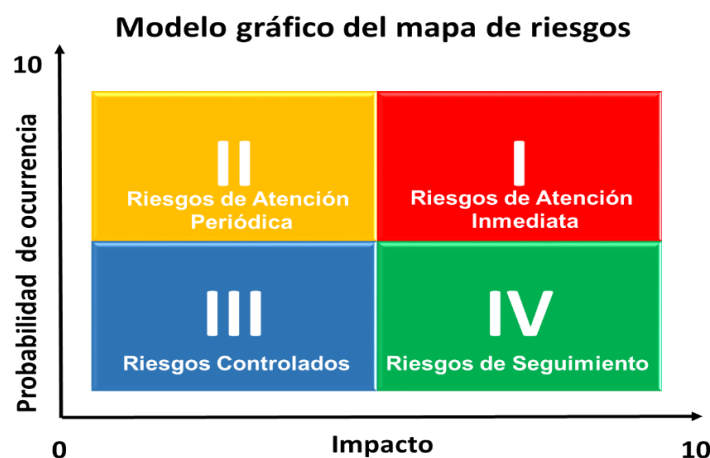 Modelo gráfico del mapa de riesgos
10
Probabilidad de ocurrencia
II
Riesgos de Atención
Periódica
I
Riesgos de Atención
Inmediata
III
Riesgos Controlados
IV
Riesgos de Seguimiento
0
Impacto
10